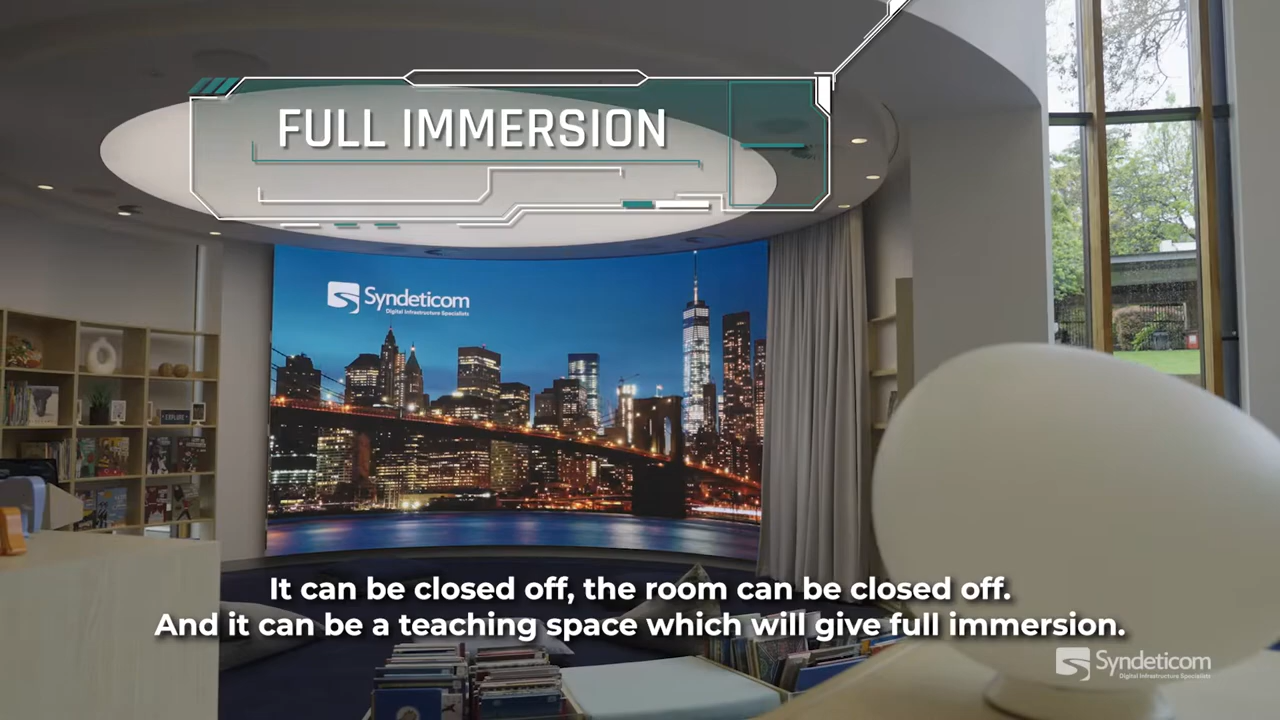 FULL IMMERSION
Syndeticom
Digital Infrastructure Specialists
EXPLORE
It can be closed off, the room can be closed off.
And it can be a teaching space which will give full immersion.
Syndeticom
Digital Infrastructure Specialists